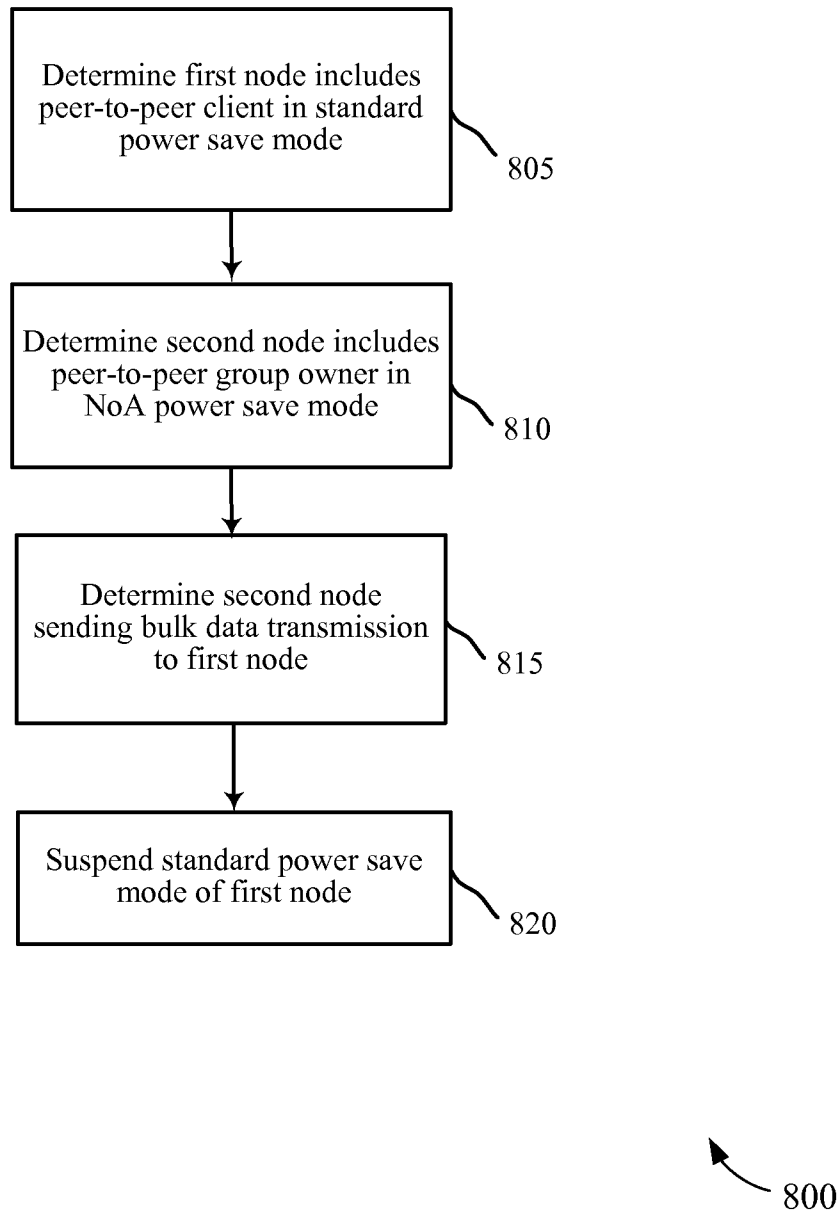 Determine first node includes
peer-to-peer client in standard
power save mode
805
Determine second node includes
peer-to-peer group owner in
NoA power save mode
810
Determine second node
sending bulk data transmission
to first node
815
Suspend standard power save
mode of first node
820
800